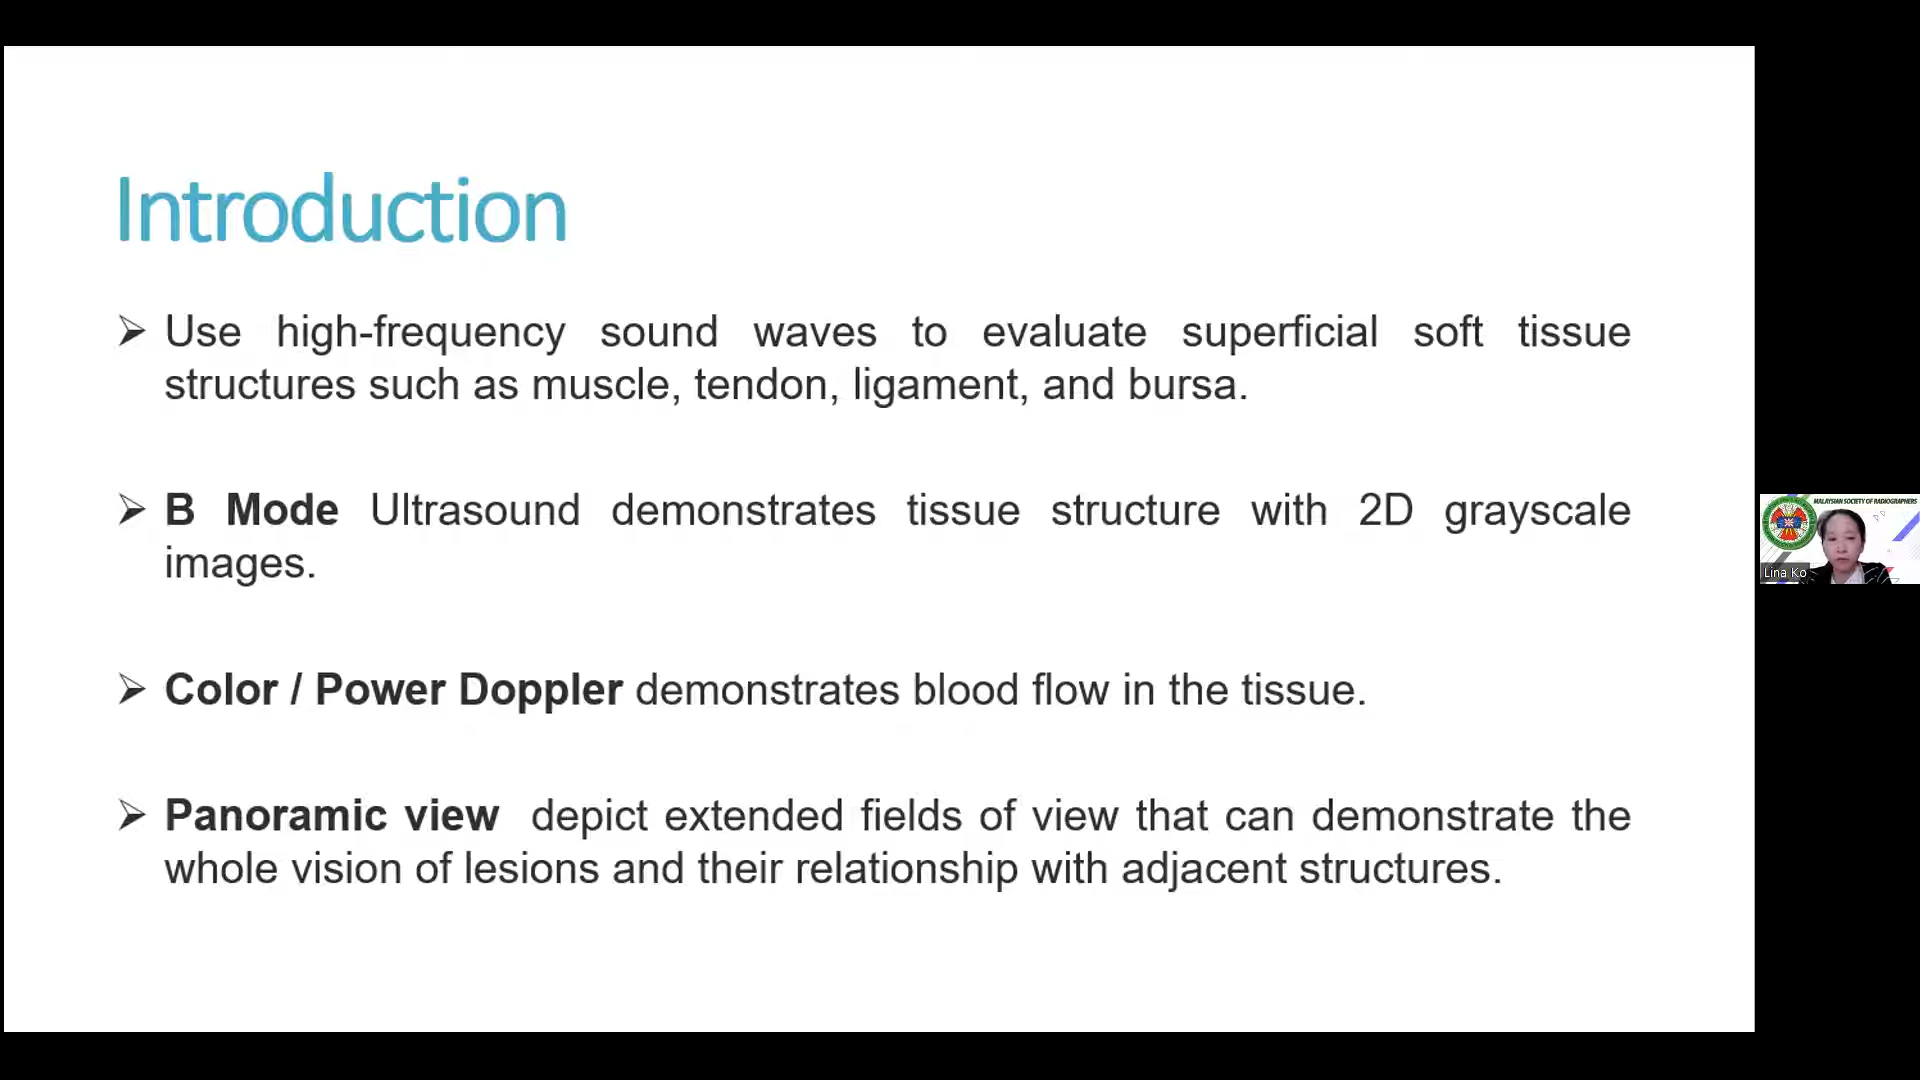 Introduction
➢ Use high-frequency sound waves to evaluate superficial soft tissue
structures such as muscle, tendon, ligament, and bursa.
➢ B Mode Ultrasound demonstrates tissue structure with 2D grayscale
images.
➢ Color / Power Doppler demonstrates blood flow in the tissue.
➢ Panoramic view depict extended fields of view that can demonstrate the
whole vision of lesions and their relationship with adjacent structures.
MALAYSIAN SOCIETY OF RADIOGRAPHERS
Lina Ko